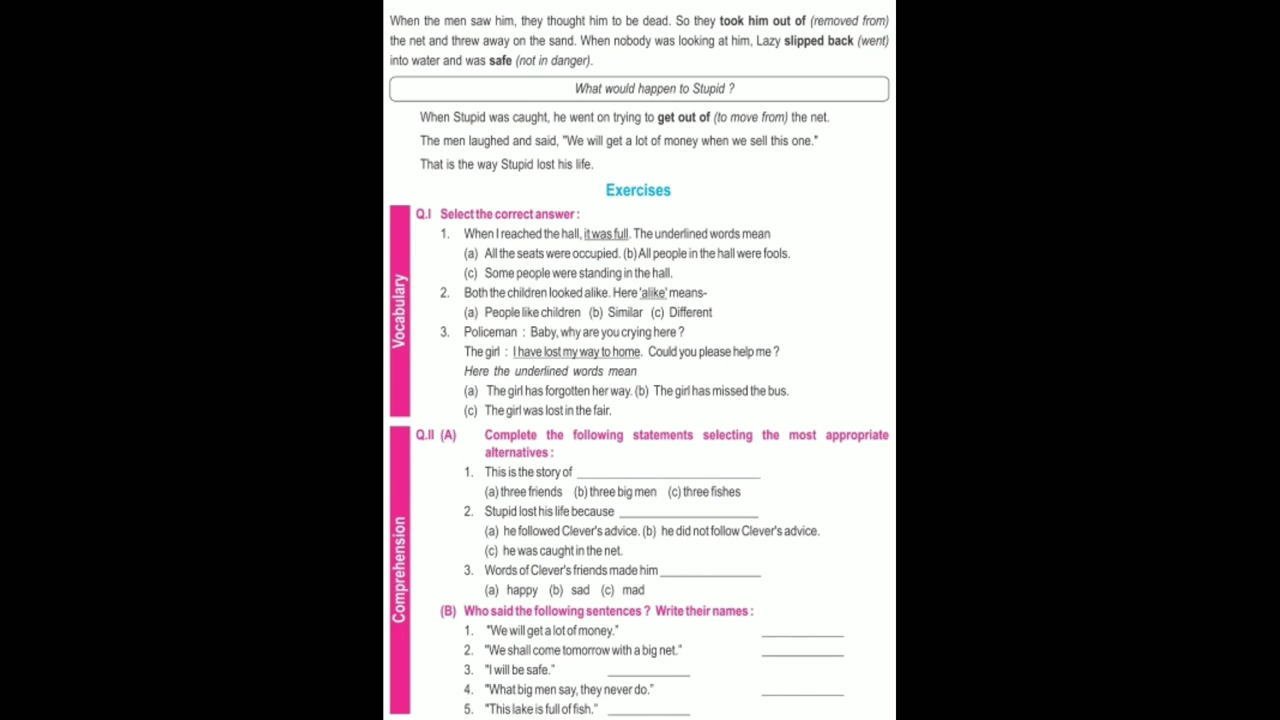 When the men saw him, they thought him to be dead. So they took him out of (removed from)
the net and threw away on the sand. When nobody was looking at him, Lazy slipped back (went)
into water and was safe (not in danger).
What would happen to Stupid ?
When Stupid was caught, he went on trying to get out of (to move from) the net.
The men laughed and said, "We will get a lot of money when we sell this one."
That is the way Stupid lost his life.
Exercises
Vocabulary
Q.I Select the correct answer :
1. When I reached the hall, it was full. The underlined words mean
(a) All the seats were occupied. (b) All people in the hall were fools.
(c) Some people were standing in the hall.
2. Both the children looked alike. Here 'alike' means-
(a) People like children (b) Similar (c) Different
3. Policeman : Baby, why are you crying here ?
The girl : I have lost my way to home. Could you please help me ?
Here the underlined words mean
(a) The girl has forgotten her way. (b) The girl has missed the bus.
(c) The girl was lost in the fair.
Comprehension
Q.II (A) Complete the following statements selecting the most appropriate
alternatives :
1. This is the story of ____________________
(a) three friends (b) three big men (c) three fishes
2. Stupid lost his life because ____________________
(a) he followed Clever's advice. (b) he did not follow Clever's advice.
(c) he was caught in the net.
3. Words of Clever's friends made him ______________
(a) happy (b) sad (c) mad
(B) Who said the following sentences ? Write their names :
1. "We will get a lot of money." ____________
2. "We shall come tomorrow with a big net." ____________
3. "I will be safe." ____________
4. "What big men say, they never do." ____________
5. "This lake is full of fish." ____________